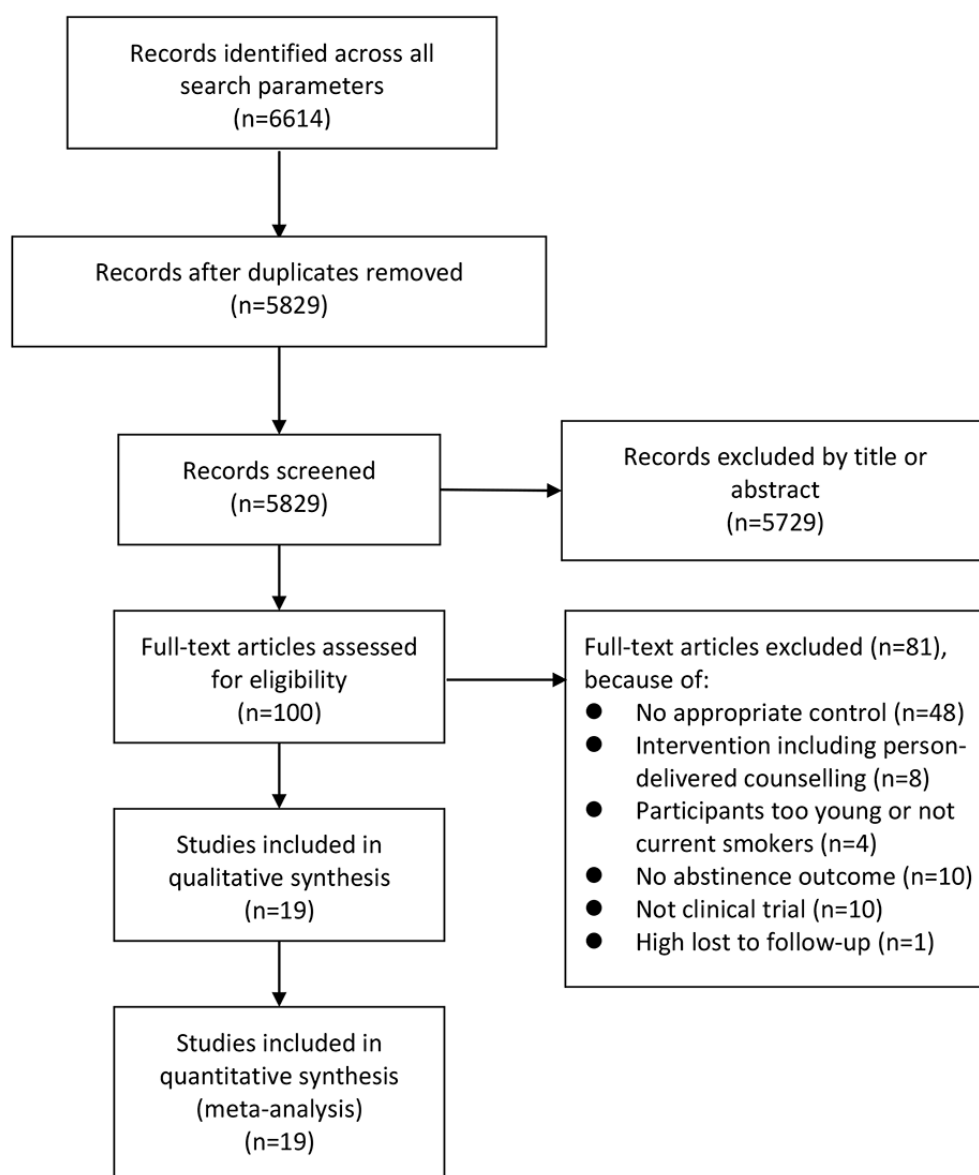 Records identified across all
search parameters
(n=6614)
Records after duplicates removed
(n=5829)
Records screened
(n=5829)
Records excluded by title or
abstract
(n=5729)
Full-text articles assessed
for eligibility
(n=100)
Full-text articles excluded (n=81),
because of:
● No appropriate control (n=48)
● Intervention including person-
delivered counselling (n=8)
● Participants too young or not
current smokers (n=4)
● No abstinence outcome (n=10)
● Not clinical trial (n=10)
● High lost to follow-up (n=1)
Studies included in
qualitative synthesis
(n=19)
Studies included in
quantitative synthesis
(meta-analysis)
(n=19)